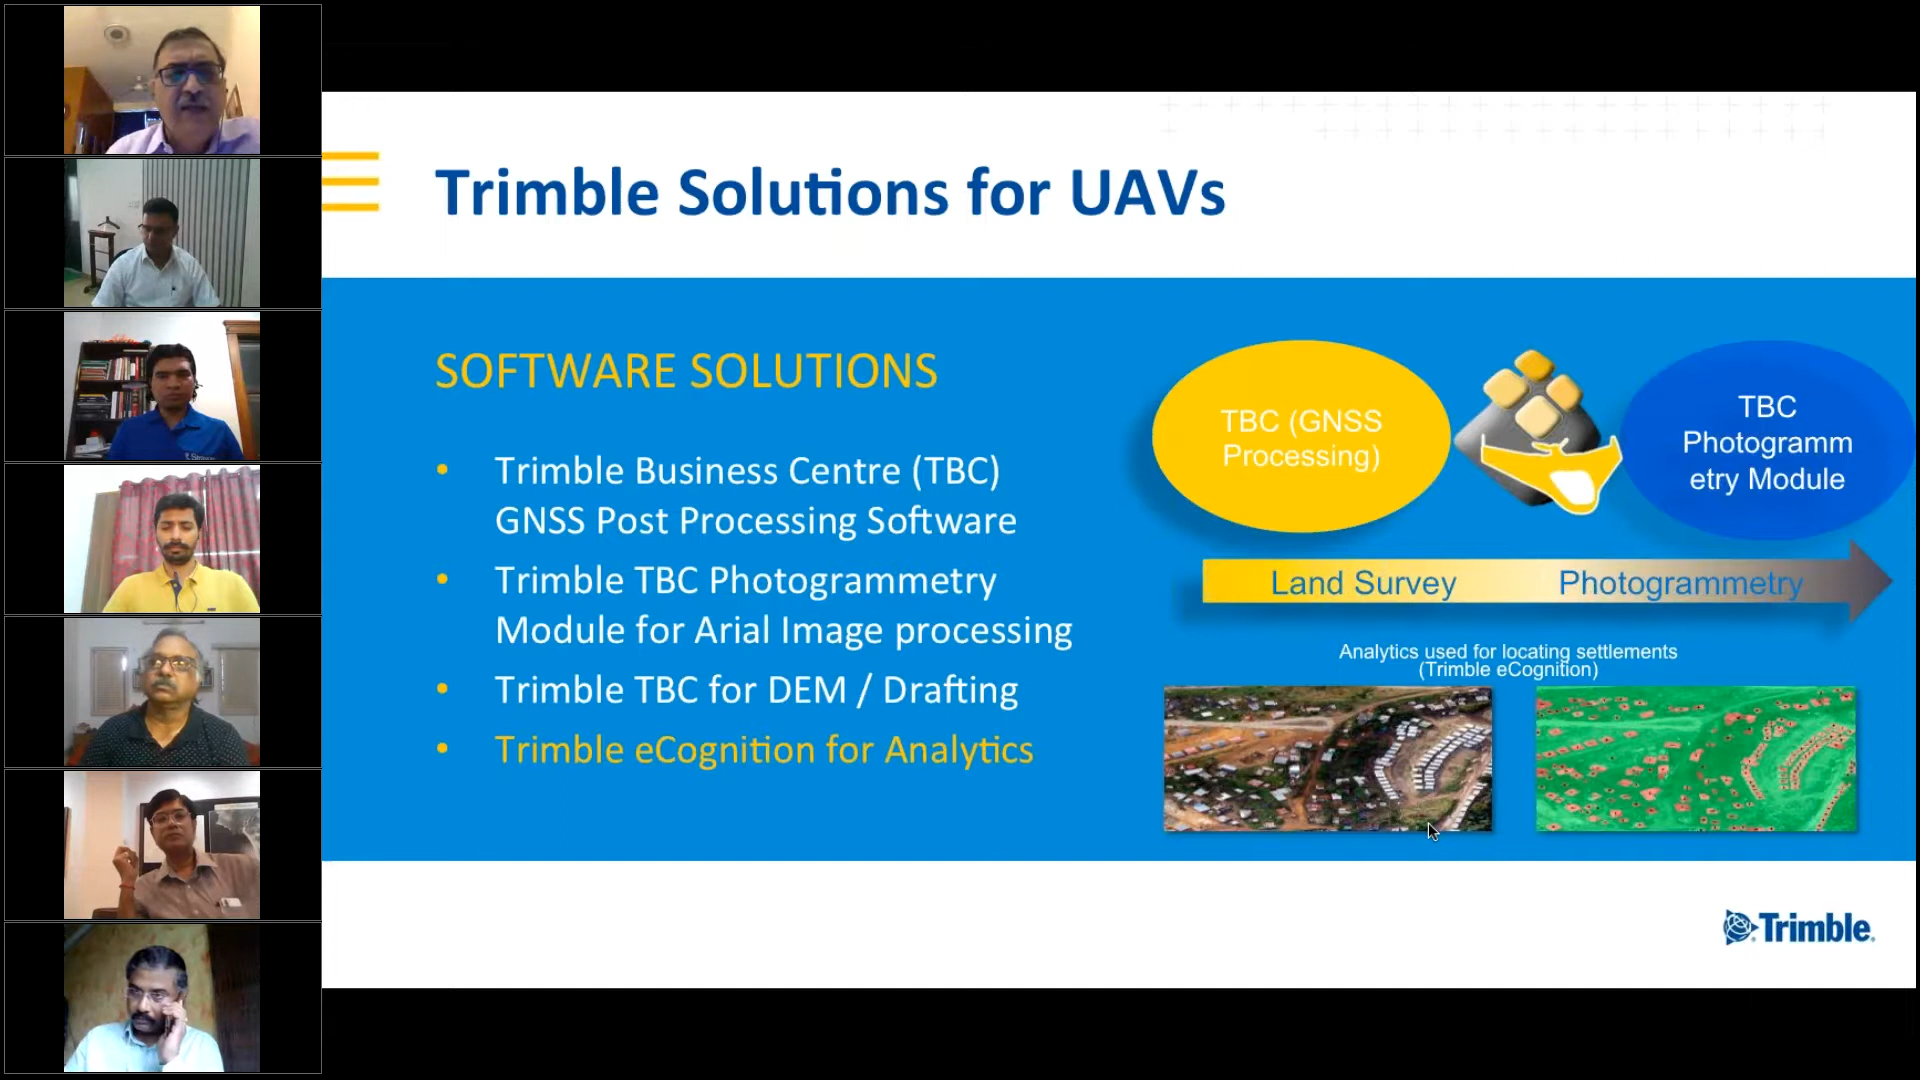 Trimble Solutions for UAVs
SOFTWARE SOLUTIONS
• Trimble Business Centre (TBC)
GNSS Post Processing Software
• Trimble TBC Photogrammetry
Module for Arial Image processing
• Trimble TBC for DEM / Drafting
• Trimble eCognition for Analytics
TBC (GNSS
Processing)
TBC
Photogramm
etry Module
Land Survey
Photogrammetry
Analytics used for locating settlements
(Trimble eCognition)
Trimble